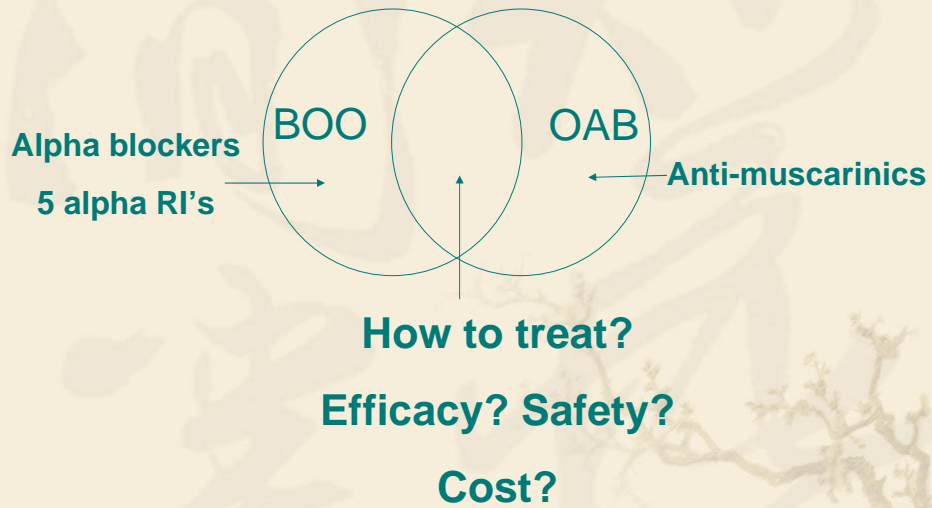 BOO
OAB
Alpha blockers
5 alpha RI’s
Anti-muscarinics
How to treat?
Efficacy? Safety?
Cost?